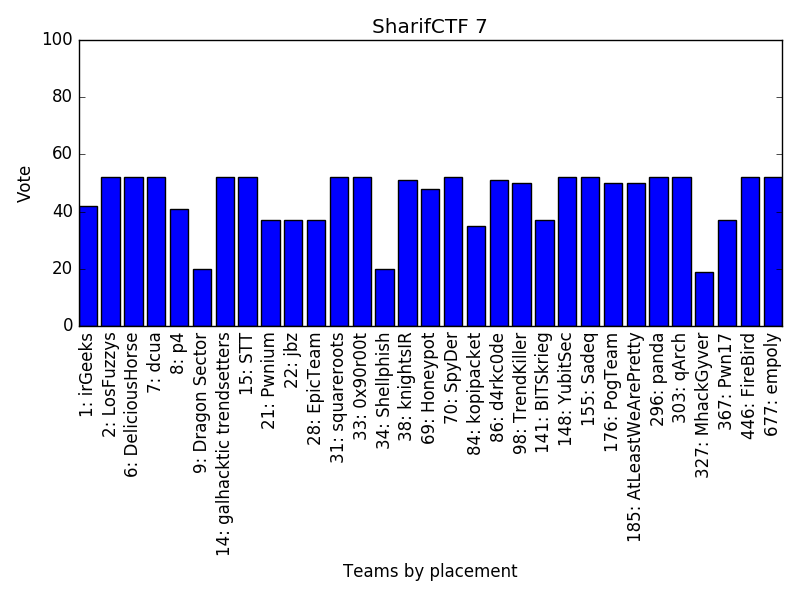 SharifCTF 7
100
80
60
40
20
0
Vote
1: irGeeks
2: LosFuzzys
6: DeliciousHorse
7: dcua
8: p4
9: Dragon Sector
14: galhacktic trendsetters
15: STT
21: Pwnium
22: jbz
28: EpicTeam
31: squareroots
33: 0x90r00t
34: Shellphish
38: knightsIR
69: Honeypot
70: SpyDer
84: kopipacket
86: d4rkc0de
98: TrendKiller
141: BITSkrieg
148: YubitSec
155: Sadeq
176: PogTeam
185: AtLeastWeArePretty
296: panda
303: qArch
327: MhackGyver
367: Pwn17
446: FireBird
677: empoly
Teams by placement